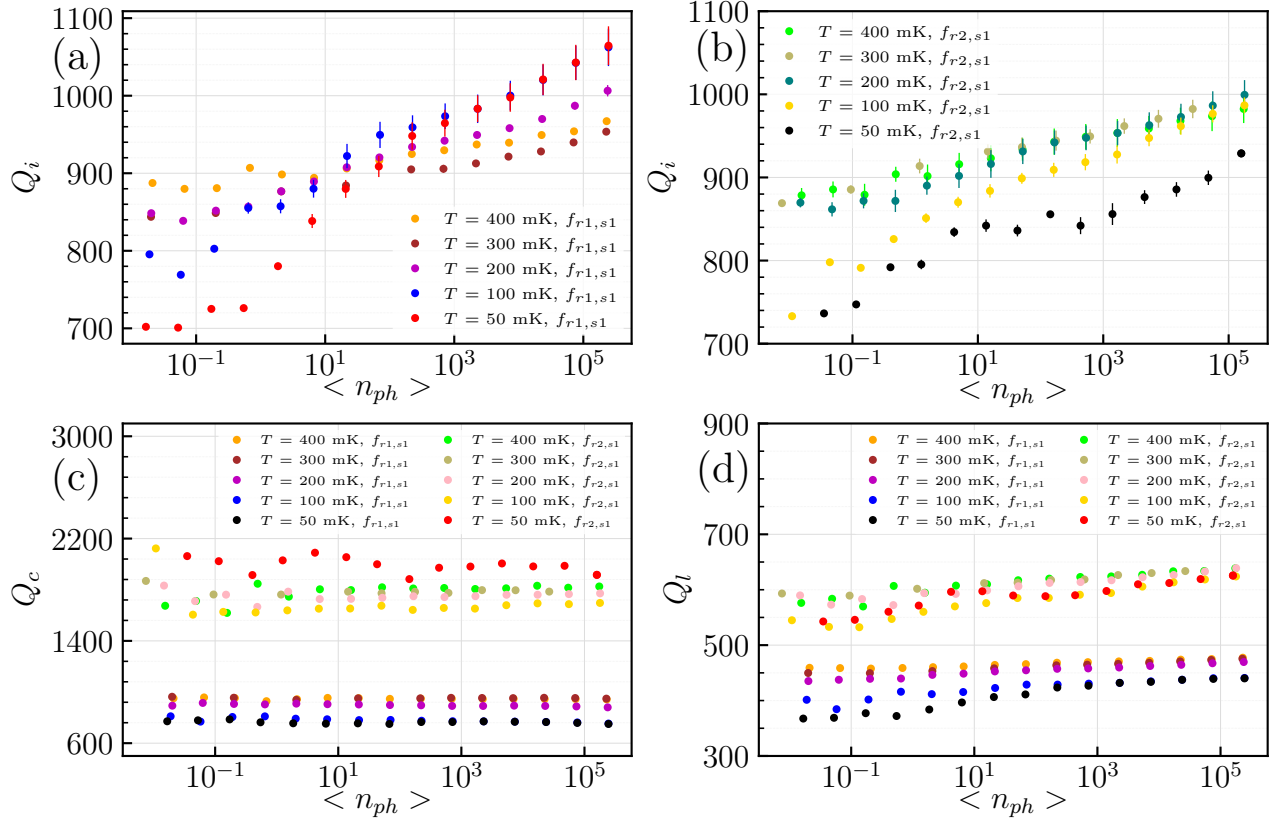 (a)
1100
1000
900
800
700
Q_i
10^{-1} 10^1 10^3 10^5
< n_{ph} >
T = 400 mK, f_{r1,s1}
T = 300 mK, f_{r1,s1}
T = 200 mK, f_{r1,s1}
T = 100 mK, f_{r1,s1}
T = 50 mK, f_{r1,s1}
(b)
1100
1000
900
800
700
Q_i
T = 400 mK, f_{r2,s1}
T = 300 mK, f_{r2,s1}
T = 200 mK, f_{r2,s1}
T = 100 mK, f_{r2,s1}
T = 50 mK, f_{r2,s1}
10^{-1} 10^1 10^3 10^5
< n_{ph} >
(c)
3000
2200
1400
600
Q_c
T = 400 mK, f_{r1,s1} T = 400 mK, f_{r2,s1}
T = 300 mK, f_{r1,s1} T = 300 mK, f_{r2,s1}
T = 200 mK, f_{r1,s1} T = 200 mK, f_{r2,s1}
T = 100 mK, f_{r1,s1} T = 100 mK, f_{r2,s1}
T = 50 mK, f_{r1,s1} T = 50 mK, f_{r2,s1}
10^{-1} 10^1 10^3 10^5
< n_{ph} >
(d)
900
700
500
300
Q_l
T = 400 mK, f_{r1,s1} T = 400 mK, f_{r2,s1}
T = 300 mK, f_{r1,s1} T = 300 mK, f_{r2,s1}
T = 200 mK, f_{r1,s1} T = 200 mK, f_{r2,s1}
T = 100 mK, f_{r1,s1} T = 100 mK, f_{r2,s1}
T = 50 mK, f_{r1,s1} T = 50 mK, f_{r2,s1}
10^{-1} 10^1 10^3 10^5
< n_{ph} >